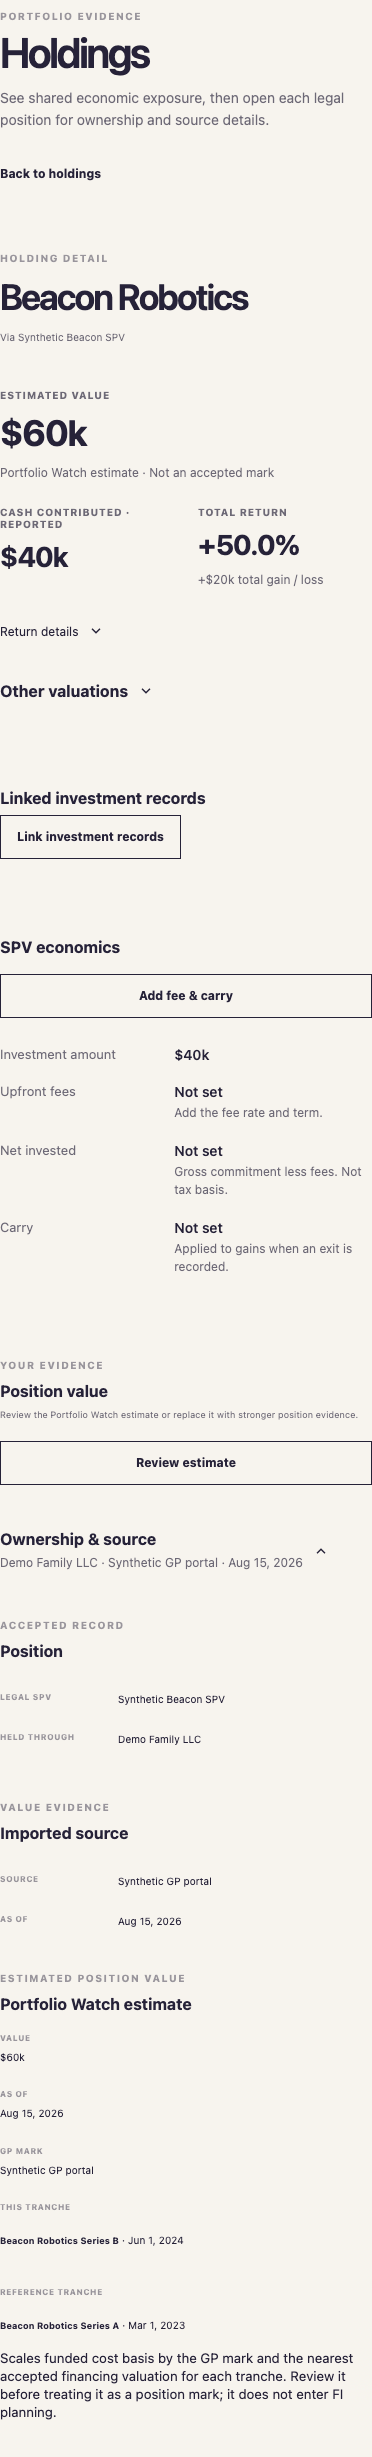 PORTFOLIO EVIDENCE
Holdings
See shared economic exposure, then open each legal
position for ownership and source details.
Back to holdings
HOLDING DETAIL
Beacon Robotics
Via Synthetic Beacon SPV
ESTIMATED VALUE
$60k
Portfolio Watch estimate · Not an accepted mark
CASH CONTRIBUTED ·
REPORTED
$40k
TOTAL RETURN
+50.0%
+$20k total gain / loss
Return details
Other valuations
Linked investment records
Link investment records
SPV economics
Add fee & carry
Investment amount
$40k
Upfront fees
Not set
Add the fee rate and term.
Net invested
Not set
Gross commitment less fees. Not
tax basis.
Carry
Not set
Applied to gains when an exit is
recorded.
YOUR EVIDENCE
Position value
Review the Portfolio Watch estimate or replace it with stronger position evidence.
Review estimate
Ownership & source
Demo Family LLC · Synthetic GP portal · Aug 15, 2026
ACCEPTED RECORD
Position
LEGAL SPV
Synthetic Beacon SPV
HELD THROUGH
Demo Family LLC
VALUE EVIDENCE
Imported source
SOURCE
Synthetic GP portal
AS OF
Aug 15, 2026
ESTIMATED POSITION VALUE
Portfolio Watch estimate
VALUE
$60k
AS OF
Aug 15, 2026
GP MARK
Synthetic GP portal
THIS TRANCHE
Beacon Robotics Series B · Jun 1, 2024
REFERENCE TRANCHE
Beacon Robotics Series A · Mar 1, 2023
Scales funded cost basis by the GP mark and the nearest
accepted financing valuation for each tranche. Review it
before treating it as a position mark; it does not enter FI
planning.